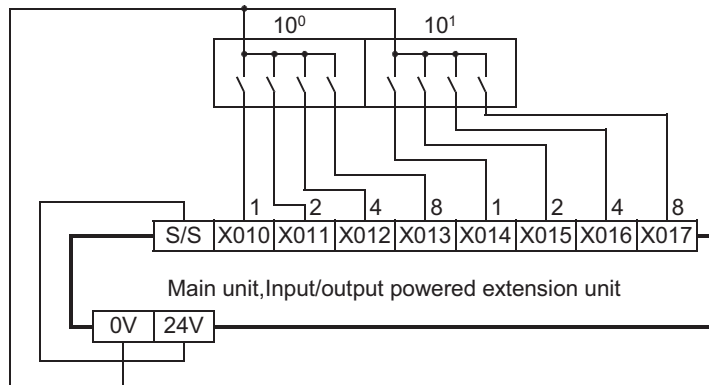 10⁰ 10¹
1 2 4 8 1 2 4 8
S/S X010 X011 X012 X013 X014 X015 X016 X017
Main unit,Input/output powered extension unit
0V 24V